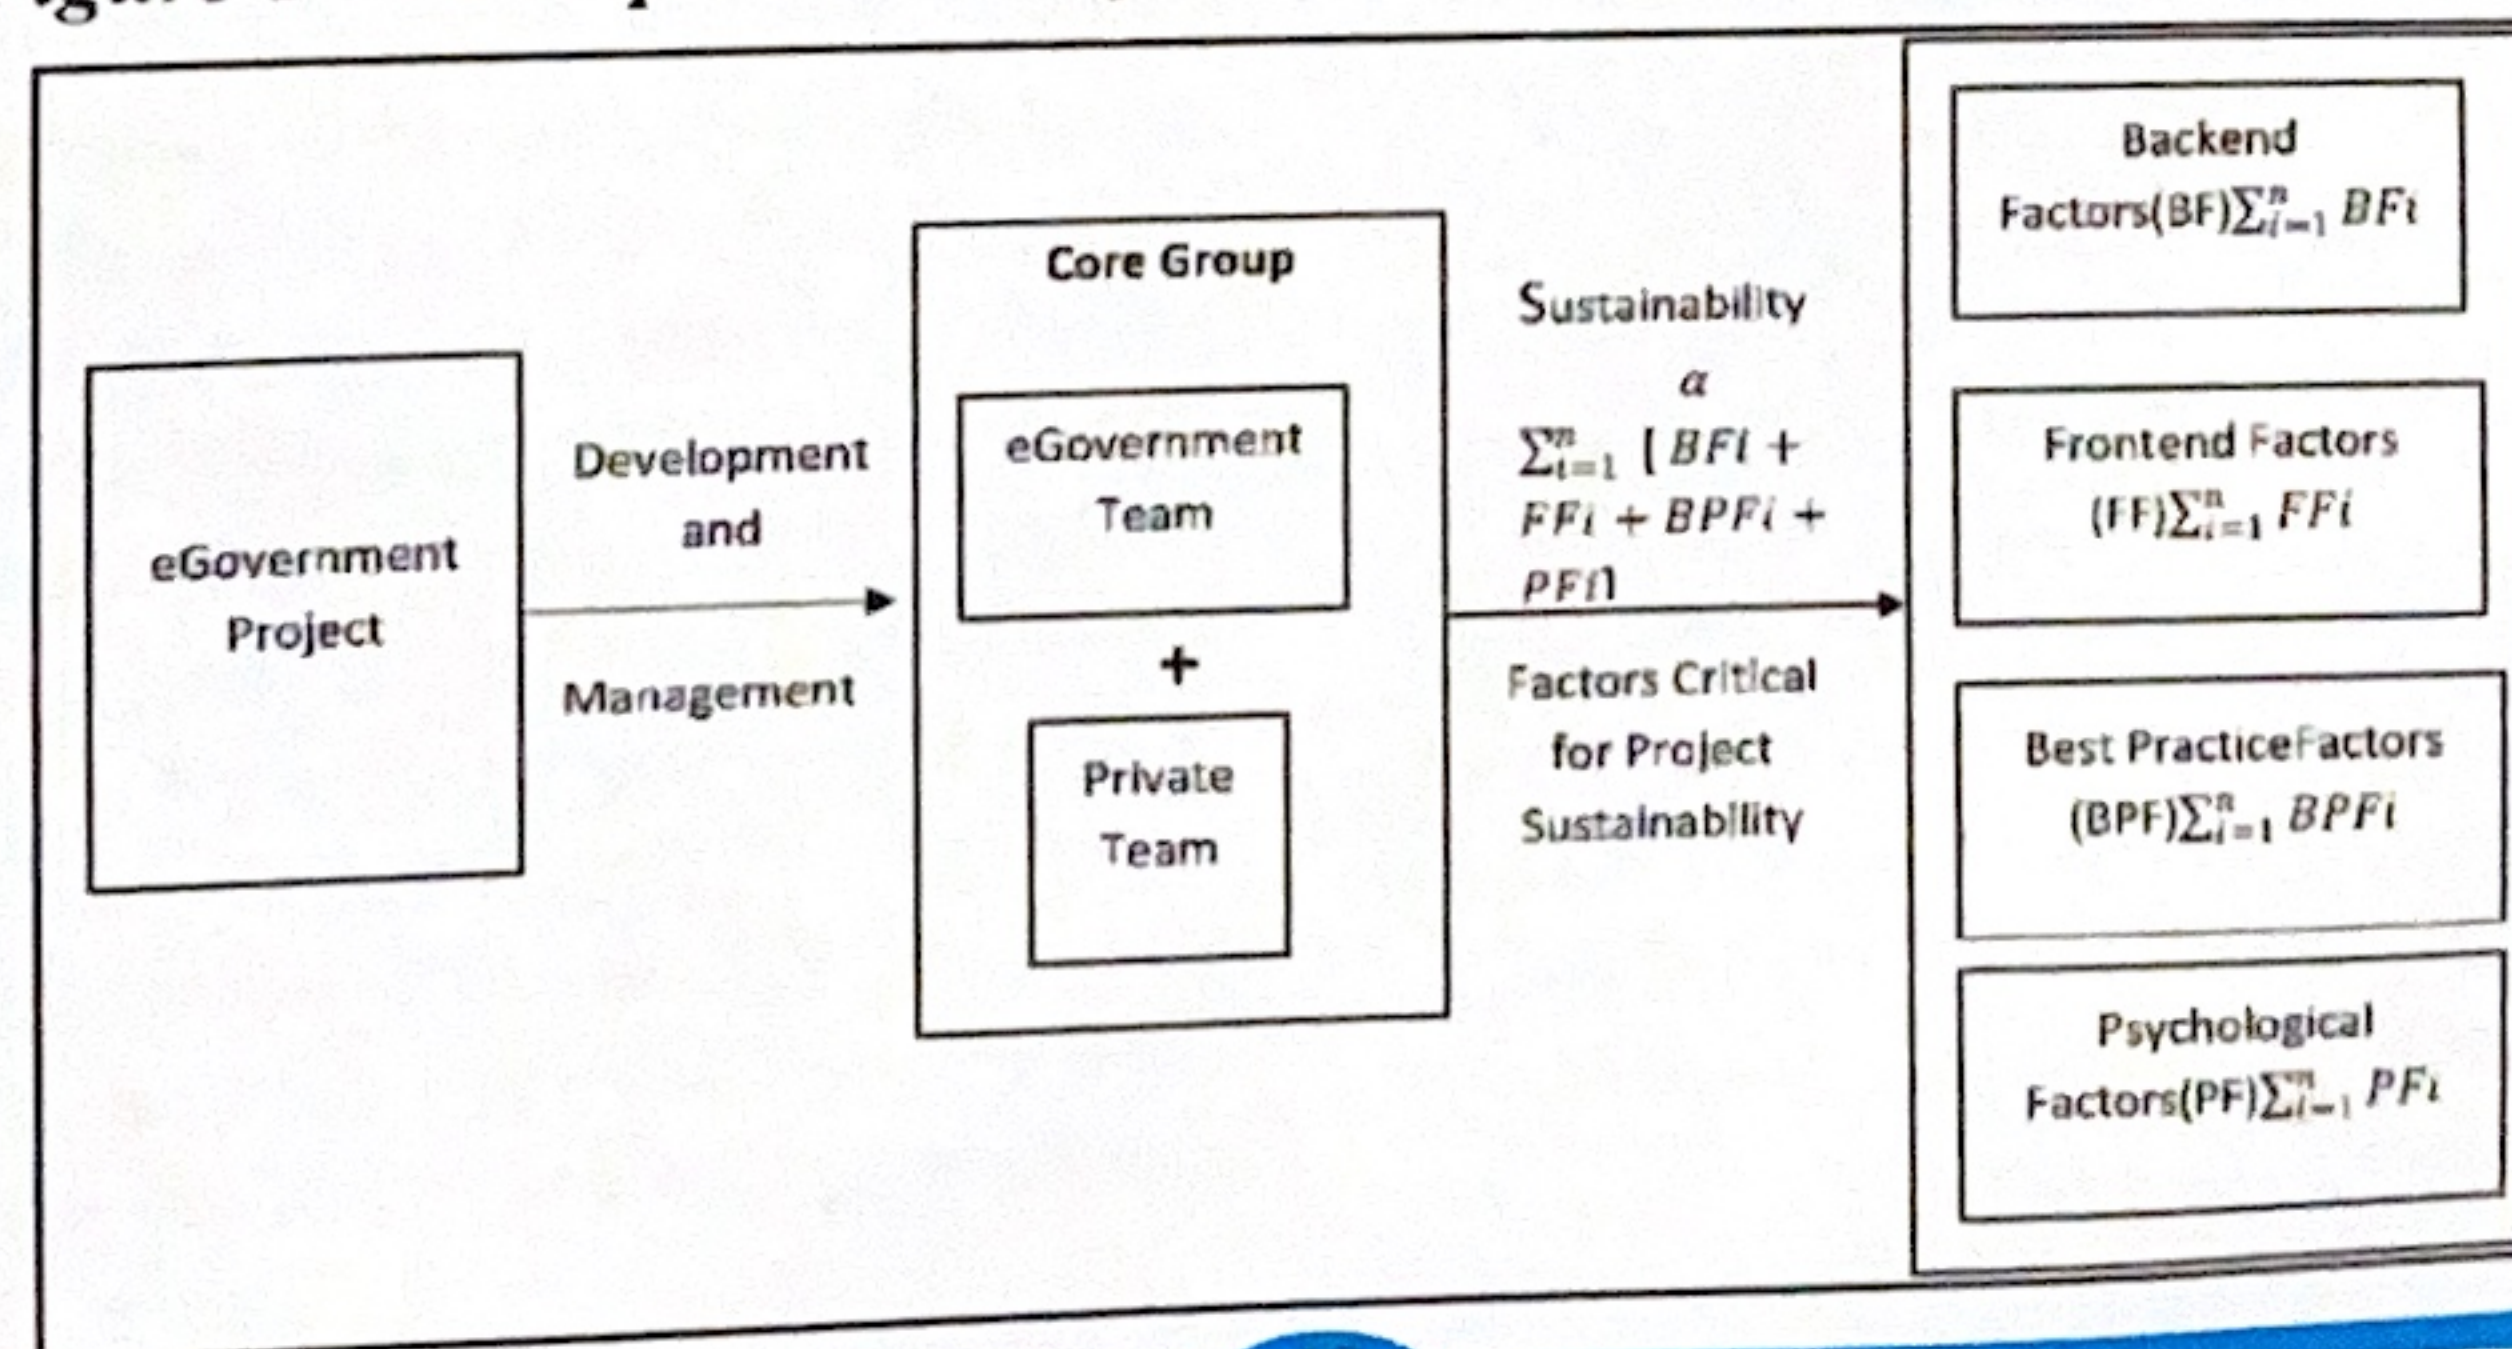 eGovernment
Project
Development
and
Management
Core Group
eGovernment
Team
+
Private
Team
Sustainability
α
∑ⁿᵢ₌₁ [ BFi +
FFi + BPFi +
PFi]
Factors Critical
for Project
Sustainability
Backend
Factors(BF)∑ⁿᵢ₌₁ BFi
Frontend Factors
(FF)∑ⁿᵢ₌₁ FFi
Best PracticeFactors
(BPF)∑ⁿᵢ₌₁ BPFi
Psychological
Factors(PF)∑ⁿᵢ₌₁ PFi